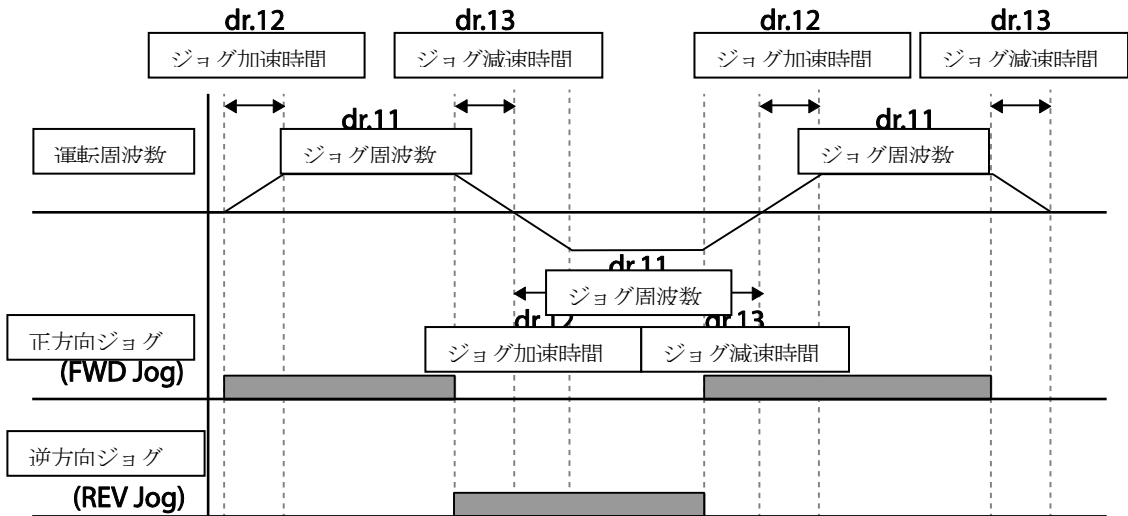 dr.12
dr.13
dr.12
dr.13
ジョグ加速時間
ジョグ減速時間
ジョグ加速時間
ジョグ減速時間
dr.11
dr.11
運転周波数
ジョグ周波数
ジョグ周波数
dr.11
ジョグ周波数
dr.12
dr.13
正方向ジョグ
ジョグ加速時間
ジョグ減速時間
(FWD Jog)
逆方向ジョグ
(REV Jog)